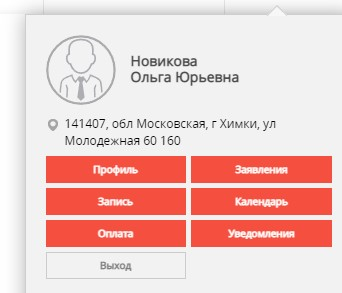 Новикова
Ольга Юрьевна
141407, обл Московская, г Химки, ул
Молодежная 60 160
Профиль
Заявления
Запись
Календарь
Оплата
Уведомления
Выход